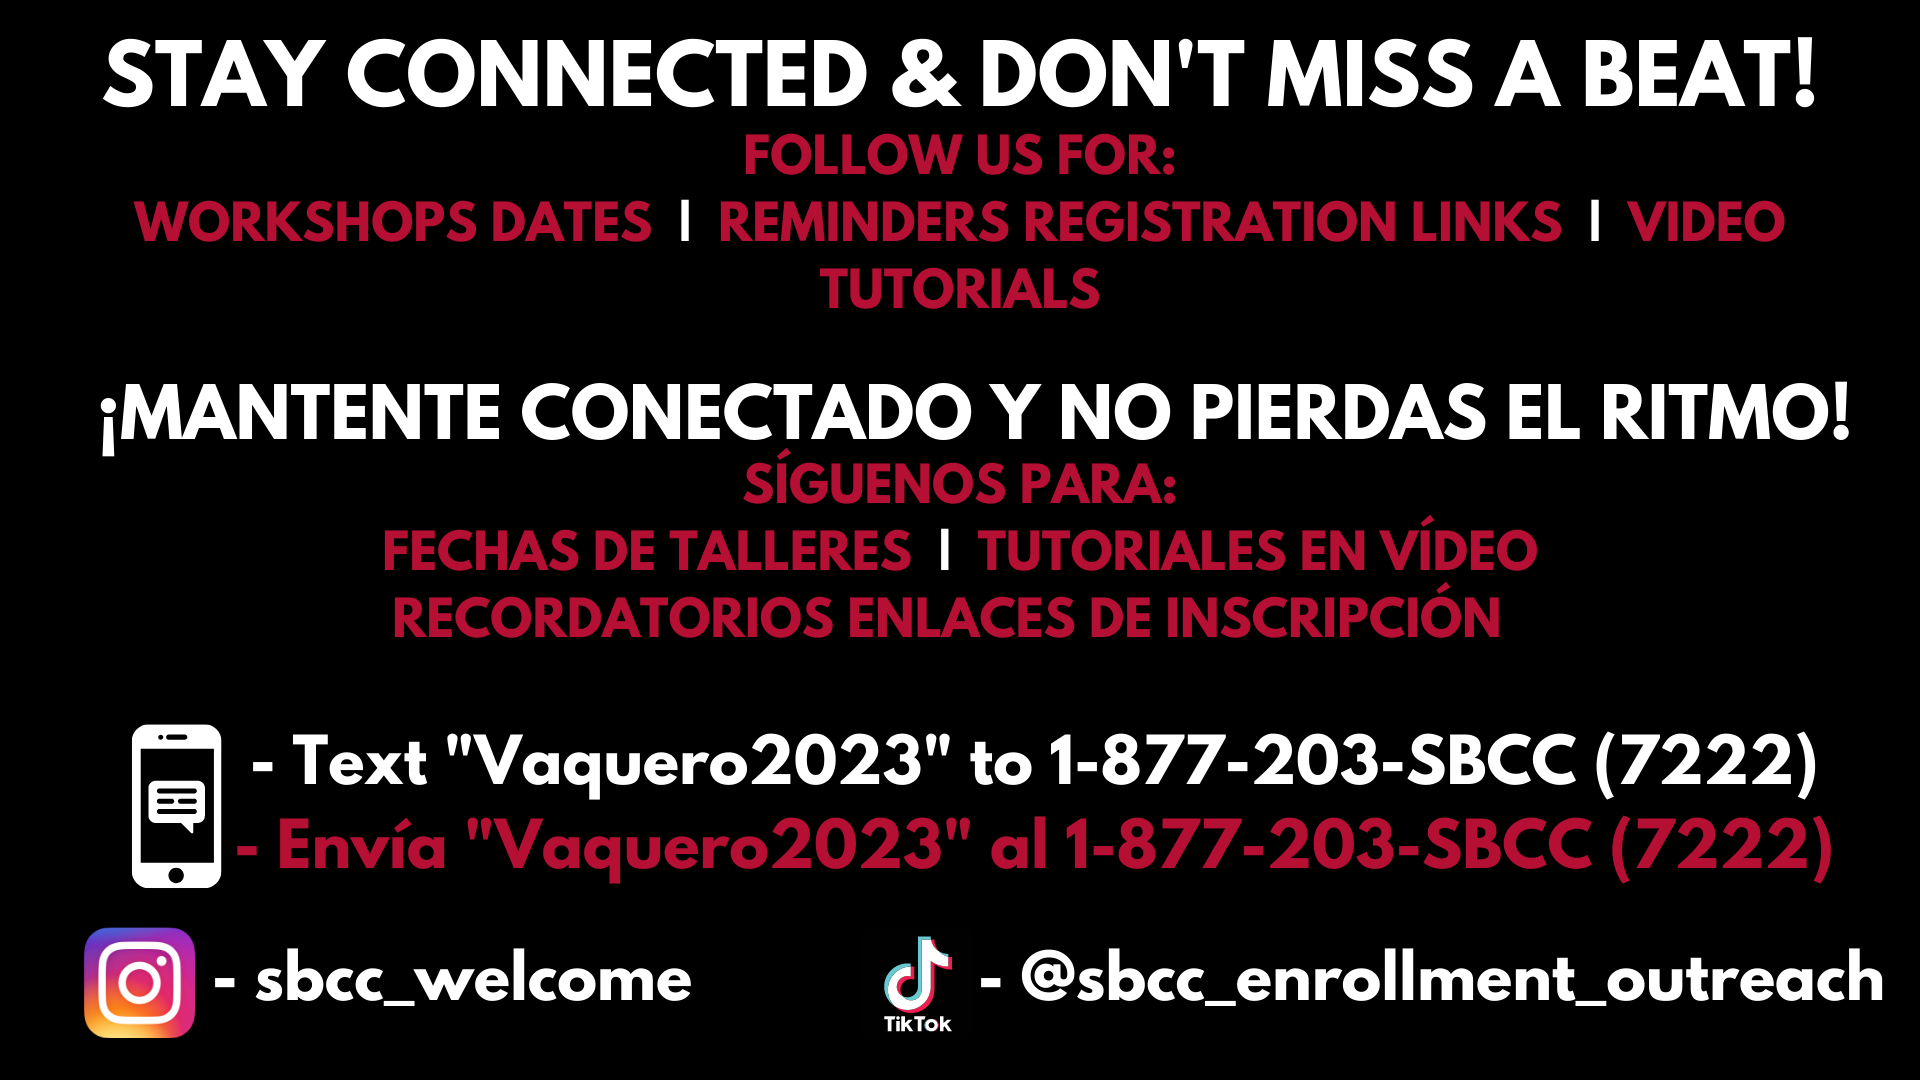 STAY CONNECTED & DON'T MISS A BEAT!
FOLLOW US FOR:
WORKSHOPS DATES | REMINDERS REGISTRATION LINKS | VIDEO
TUTORIALS
¡MANTENTE CONECTADO Y NO PIERDAS EL RITMO!
SÍGUENOS PARA:
FECHAS DE TALLERES | TUTORIALES EN VÍDEO
RECORDATORIOS ENLACES DE INSCRIPCIÓN
- Text "Vaquero2023" to 1-877-203-SBCC (7222)
- Envía "Vaquero2023" al 1-877-203-SBCC (7222)
- sbcc_welcome
- @sbcc_enrollment_outreach
TikTok